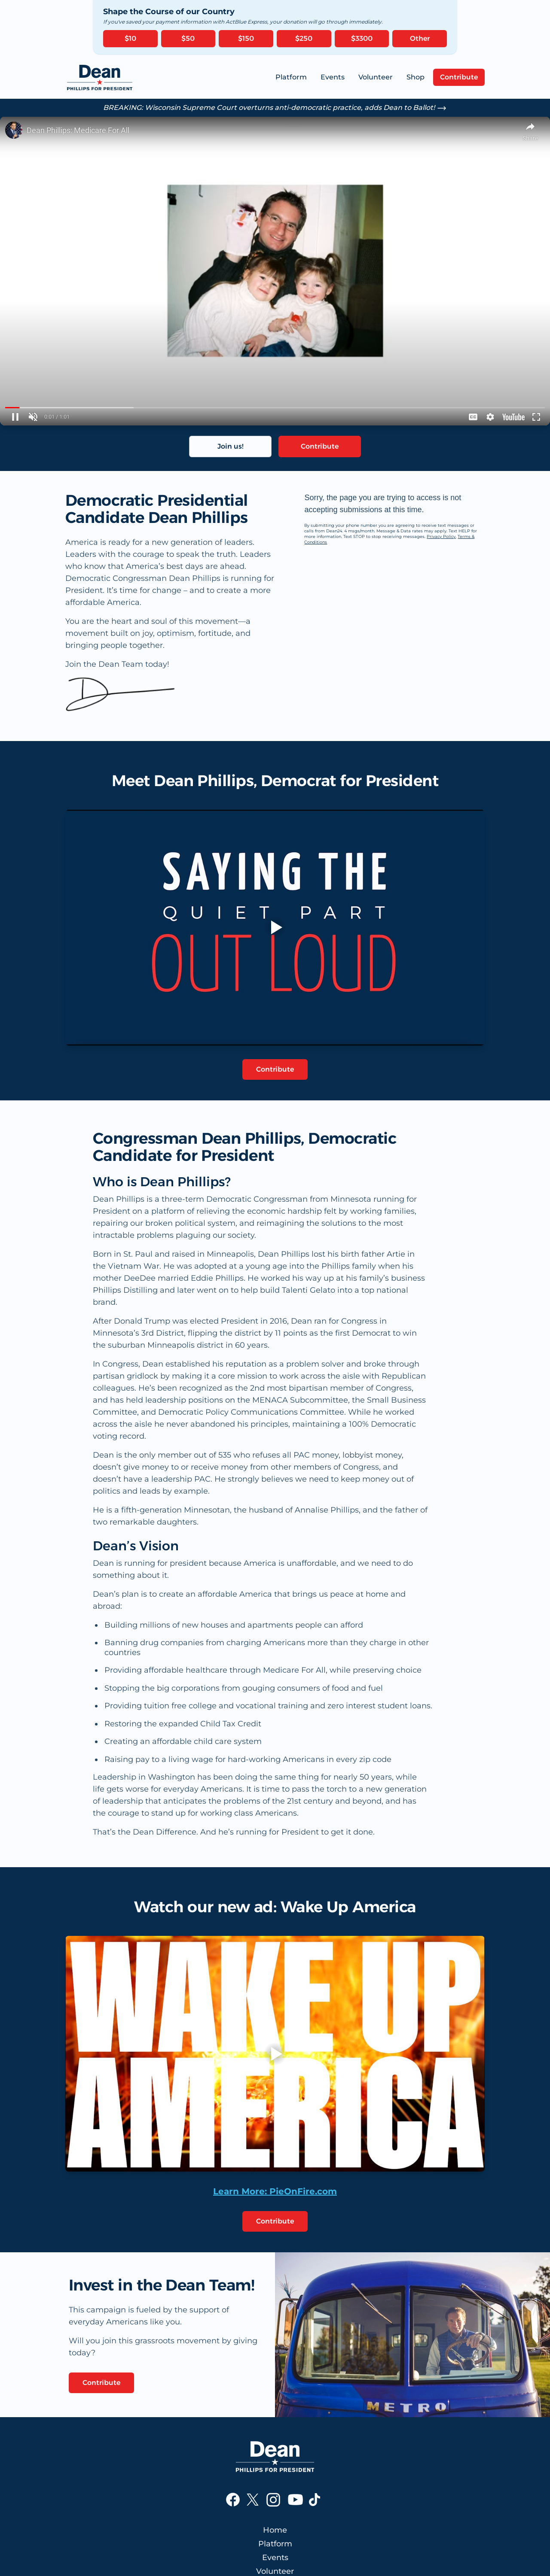 Shape the Course of our Country
If you've saved your payment information with ActBlue Express, your donation will go through immediately.
$10 $50 $150 $250 $3300 Other
Dean
PHILLIPS FOR PRESIDENT
Platform Events Volunteer Shop Contribute
BREAKING: Wisconsin Supreme Court overturns anti-democratic practice, adds Dean to Ballot! ⟶
Dean Phillips: Medicare For All
0:01 / 1:01
YouTube
Join us! Contribute
Democratic Presidential
Candidate Dean Phillips
America is ready for a new generation of leaders.
Leaders with the courage to speak the truth. Leaders
who know that America's best days are ahead.
Democratic Congressman Dean Phillips is running for
President. It's time for change – and to create a more
affordable America.
You are the heart and soul of this movement—a
movement built on joy, optimism, fortitude, and
bringing people together.
Join the Dean Team today!
Sorry, the page you are trying to access is not
accepting submissions at this time.
By submitting your phone number you are agreeing to receive text messages or
calls from Dean24. 4 msgs/month. Message & Data rates may apply. Text HELP for
more information. Text STOP to stop receiving messages. Privacy Policy. Terms &
Conditions.
Meet Dean Phillips, Democrat for President
SAYING THE
QUIET PART
OUT LOUD
Contribute
Congressman Dean Phillips, Democratic
Candidate for President
Who is Dean Phillips?
Dean Phillips is a three-term Democratic Congressman from Minnesota running for
President on a platform of relieving the economic hardship felt by working families,
repairing our broken political system, and reimagining the solutions to the most
intractable problems plaguing our society.
Born in St. Paul and raised in Minneapolis, Dean Phillips lost his birth father Artie in
the Vietnam War. He was adopted at a young age into the Phillips family when his
mother DeeDee married Eddie Phillips. He worked his way up at his family's business
Phillips Distilling and later went on to help build Talenti Gelato into a top national
brand.
After Donald Trump was elected President in 2016, Dean ran for Congress in
Minnesota's 3rd District, flipping the district by 11 points as the first Democrat to win
the suburban Minneapolis district in 60 years.
In Congress, Dean established his reputation as a problem solver and broke through
partisan gridlock by making it a core mission to work across the aisle with Republican
colleagues. He's been recognized as the 2nd most bipartisan member of Congress,
and has held leadership positions on the MENACA Subcommittee, the Small Business
Committee, and Democratic Policy Communications Committee. While he worked
across the aisle he never abandoned his principles, maintaining a 100% Democratic
voting record.
Dean is the only member out of 535 who refuses all PAC money, lobbyist money,
doesn't give money to or receive money from other members of Congress, and
doesn't have a leadership PAC. He strongly believes we need to keep money out of
politics and leads by example.
He is a fifth-generation Minnesotan, the husband of Annalise Phillips, and the father of
two remarkable daughters.
Dean's Vision
Dean is running for president because America is unaffordable, and we need to do
something about it.
Dean's plan is to create an affordable America that brings us peace at home and
abroad:
• Building millions of new houses and apartments people can afford
• Banning drug companies from charging Americans more than they charge in other
countries
• Providing affordable healthcare through Medicare For All, while preserving choice
• Stopping the big corporations from gouging consumers of food and fuel
• Providing tuition free college and vocational training and zero interest student loans.
• Restoring the expanded Child Tax Credit
• Creating an affordable child care system
• Raising pay to a living wage for hard-working Americans in every zip code
Leadership in Washington has been doing the same thing for nearly 50 years, while
life gets worse for everyday Americans. It is time to pass the torch to a new generation
of leadership that anticipates the problems of the 21st century and beyond, and has
the courage to stand up for working class Americans.
That's the Dean Difference. And he's running for President to get it done.
Watch our new ad: Wake Up America
WAKE UP
AMERICA
Learn More: PieOnFire.com
Contribute
Invest in the Dean Team!
This campaign is fueled by the support of
everyday Americans like you.
Will you join this grassroots movement by giving
today?
Contribute
METRO
Dean
PHILLIPS FOR PRESIDENT
Home
Platform
Events
Volunteer